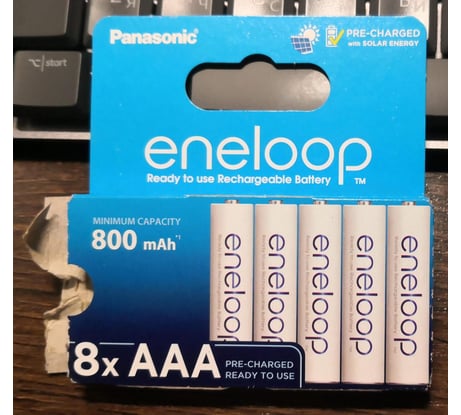 Panasonic
PRE-CHARGED
with SOLAR ENERGY
⌥/start
eneloop
Ready to use Rechargeable Battery ™
MINIMUM CAPACITY
800 mAh*1
eneloop
eneloop
eneloop
eneloop
eneloop
8x AAA
PRE-CHARGED
READY TO USE